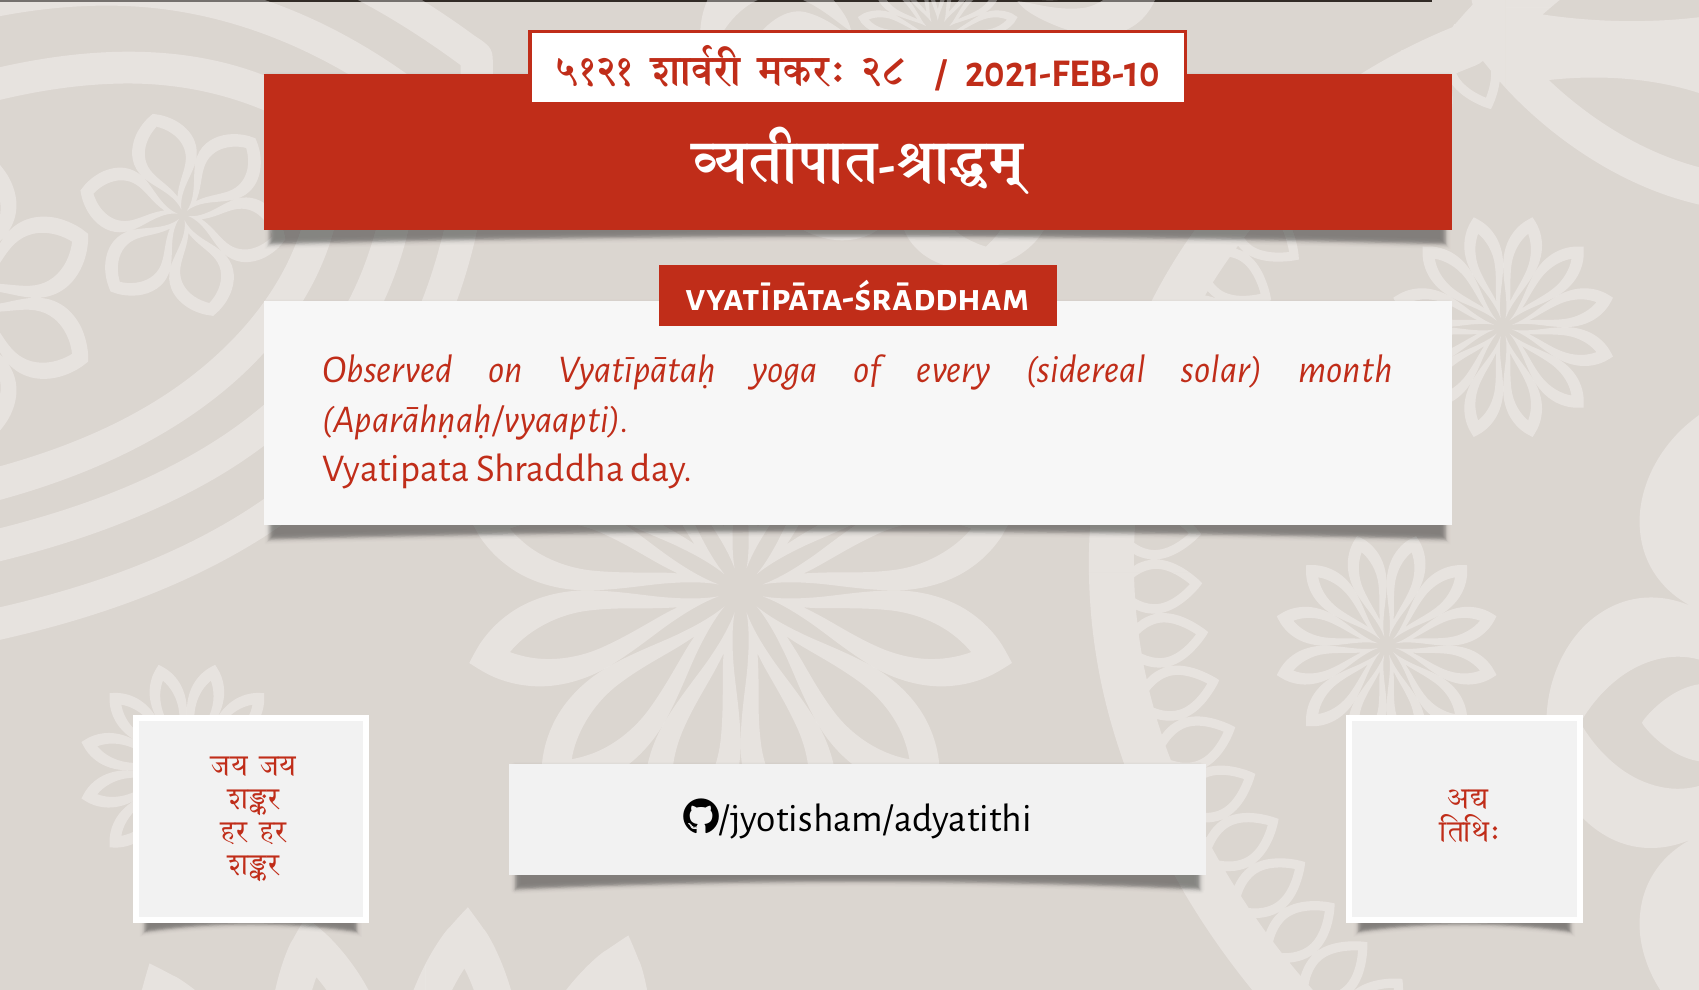 ५१२१ शार्वरी मकरः २८ / 2021-FEB-10
व्यतीपात-श्राद्धम्
VYATĪPĀTA-ŚRĀDDHAM
Observed on Vyatīpātaḥ yoga of every (sidereal solar) month
(Aparāhṇaḥ/vyaapti).
Vyatipata Shraddha day.
जय जय
शङ्कर
हर हर
शङ्कर
/jyotisham/adyatithi
अद्य
तिथिः